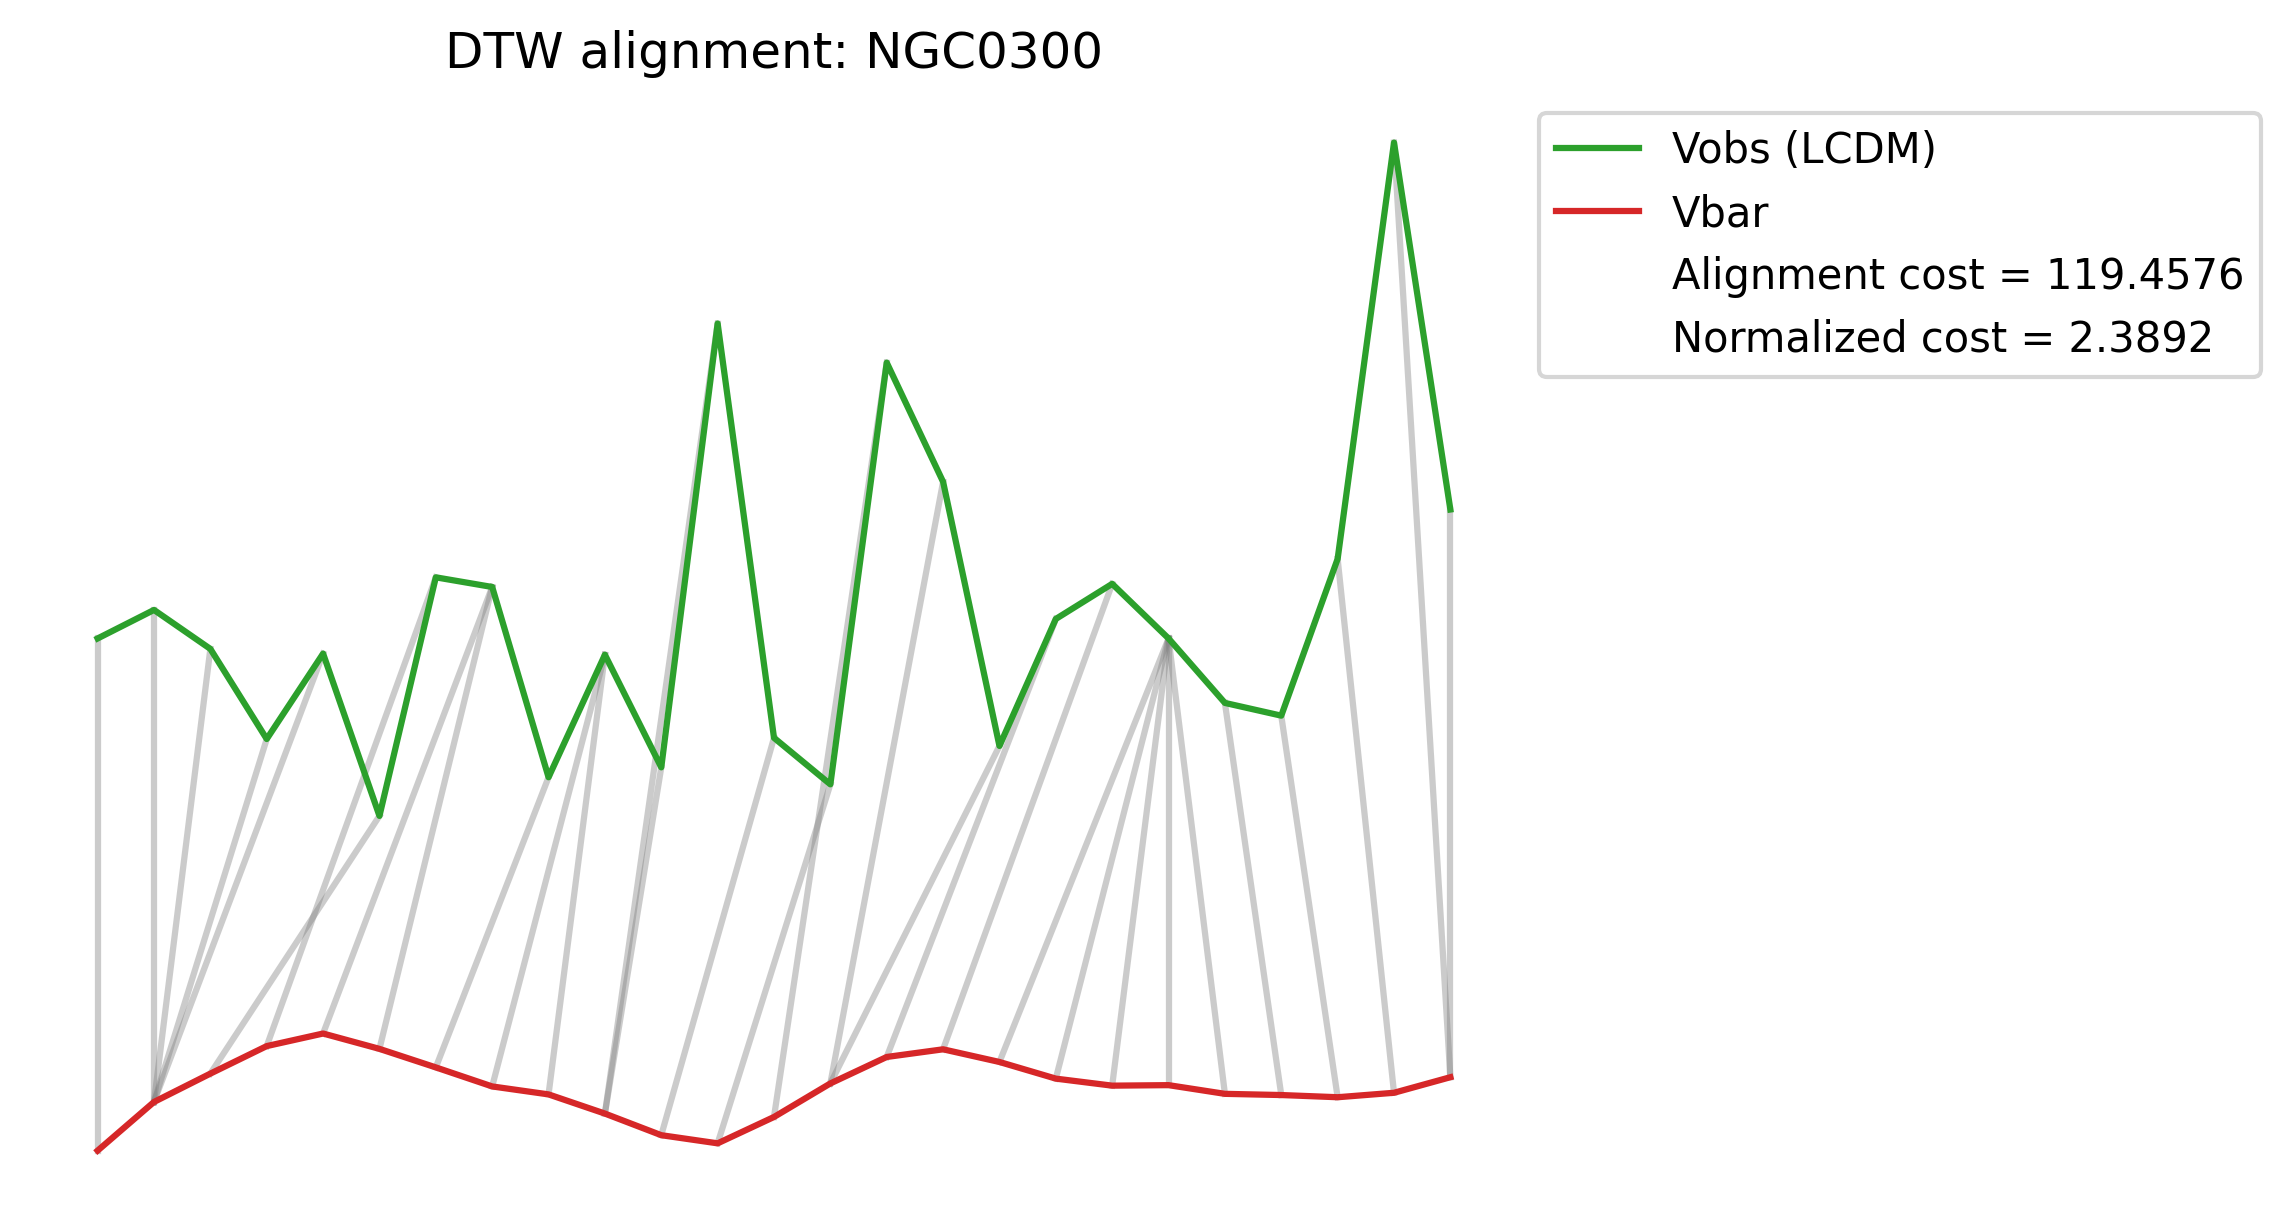 DTW alignment: NGC0300
Vobs (LCDM)
Vbar
Alignment cost = 119.4576
Normalized cost = 2.3892